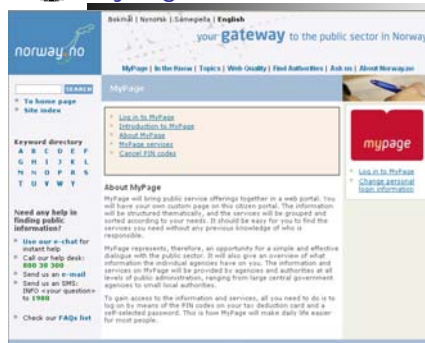 Bokmål | Nynorsk | Sámegiella | English
norway.no
your gateway to the public sector in Norway
MyPage | In the Know | Topics | Web Quality | Find Authorities | Ask us | About Norway.no
SEARCH
To home page
Site index
Keyword directory
A B C D E F
G H I J K L
M N O P R S
T U V W Y
Need any help in
finding public
information?
Use our e-chat for
instant help
Call our help desk:
800 30 300
Send us an e-mail
Send us an SMS:
INFO <your question>
to 1980
Check our FAQs list
MyPage
Log in to MyPage
Introduction to MyPage
About MyPage
MyPage services
Cancel PIN codes
About MyPage
MyPage will bring public service offerings together in a web portal. You
will have your own custom page on this citizen portal. The information
will be structured thematically, and the services will be grouped and
sorted according to your needs. It should be easy for you to find the
services you need without any previous knowledge of who is
responsible.
MyPage represents, therefore, an opportunity for a simple and effective
dialogue with the public sector. It will also give an overview of what
information the individual agencies have on you. The information and
services on MyPage will be provided by agencies and authorities at all
levels of public administration, ranging from large central government
agencies to small local authorities.
To gain access to the information and services, all you need to do is to
log on by means of the PIN codes on your tax deduction card and a
self-selected password. This is how MyPage will make daily life easier
for most people.
mypage
Log in to MyPage
Change personal
login information